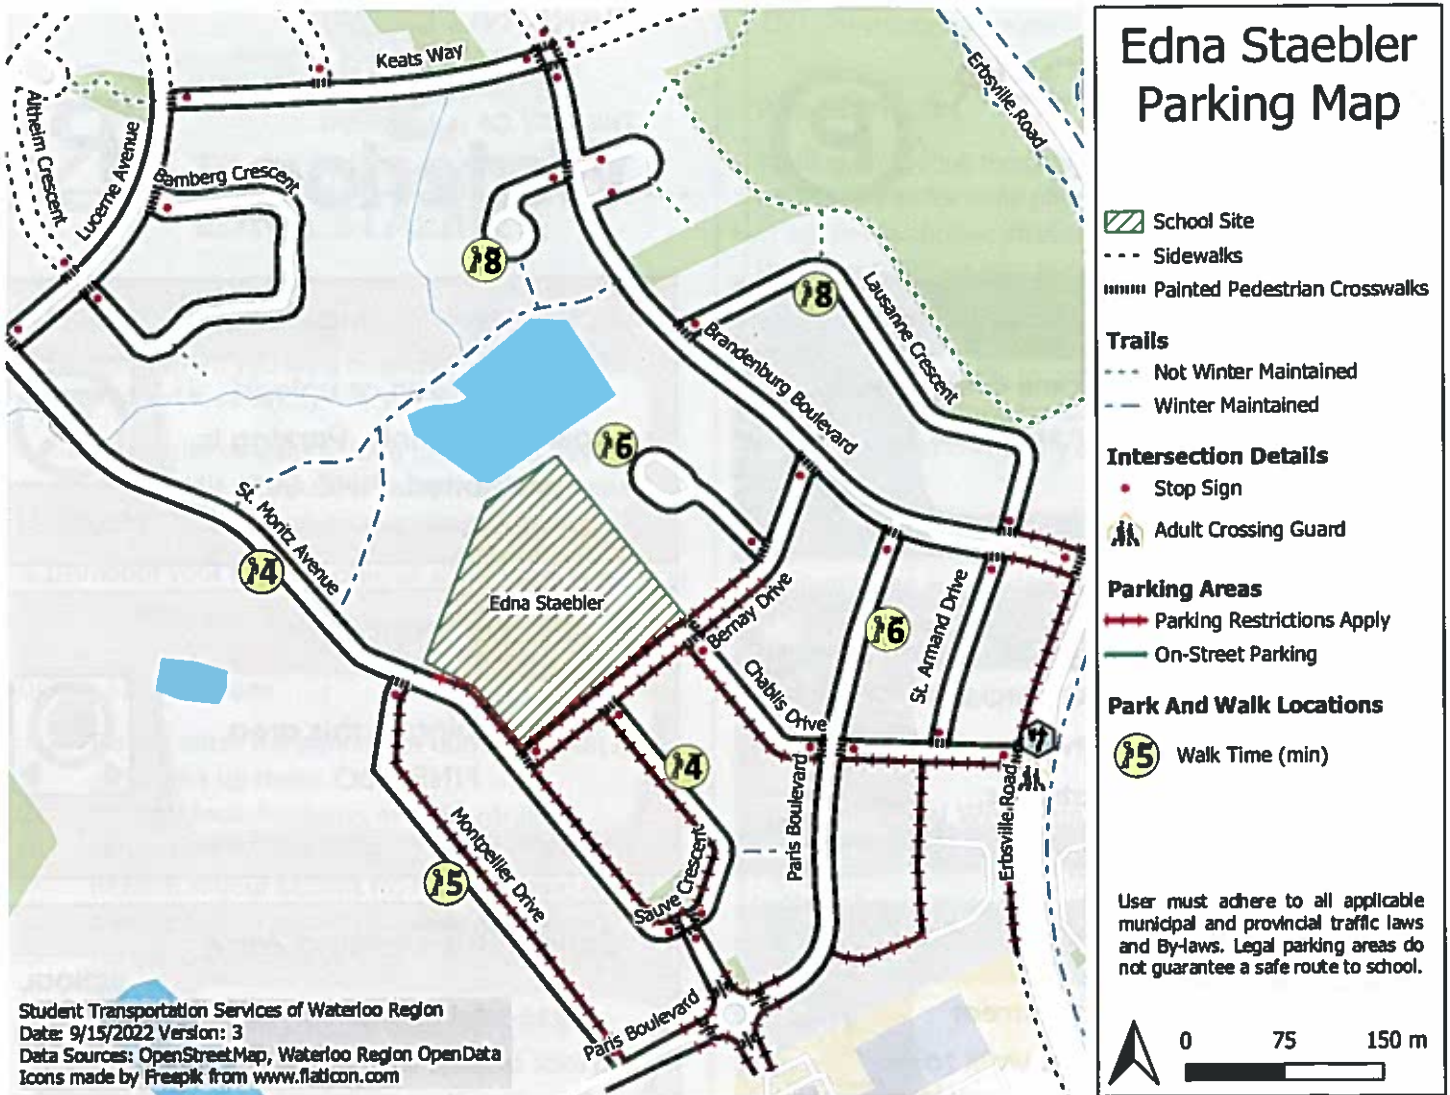 Edna Staebler
Parking Map
School Site
Sidewalks
Painted Pedestrian Crosswalks
Trails
Not Winter Maintained
Winter Maintained
Intersection Details
Stop Sign
Adult Crossing Guard
Parking Areas
Parking Restrictions Apply
On-Street Parking
Park And Walk Locations
5
Walk Time (min)
User must adhere to all applicable
municipal and provincial traffic laws
and By-laws. Legal parking areas do
not guarantee a safe route to school.
0 75 150 m
Keats Way
Erbsville Road
Altheim Crescent
Lucerne Avenue
Bamberg Crescent
8
8
Lausanne Crescent
Brandenburg Boulevard
6
St. Moritz Avenue
4
Edna Staebler
Bernay Drive
6
St. Armand Drive
Chablis Drive
4
Paris Boulevard
Erbsville Road
Montpellier Drive
5
Sauve Crescent
Paris Boulevard
Student Transportation Services of Waterloo Region
Date: 9/15/2022 Version: 3
Data Sources: OpenStreetMap, Waterloo Region OpenData
Icons made by Freepik from www.flaticon.com